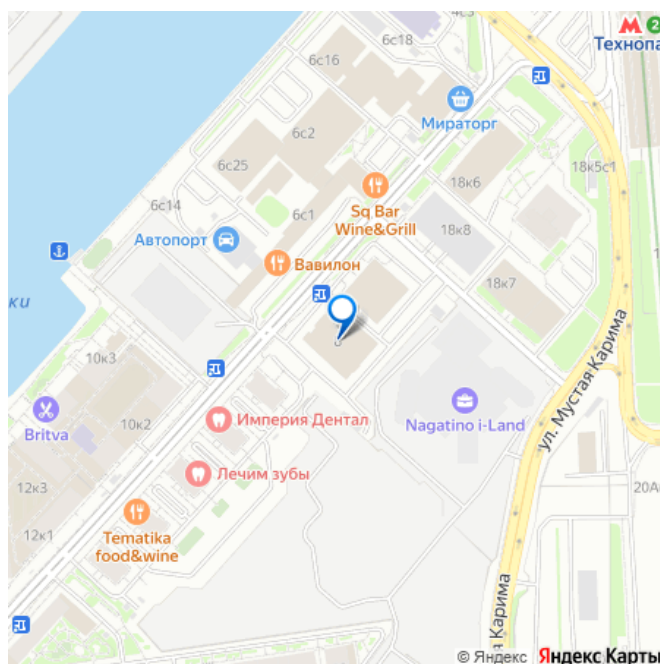 4с3
6с18
М 2
Технопа
6с16
Мираторг
6с2
18к5с1
6с25
18к6
6с14
6с1
Sq Bar
Wine&Grill
18к8
Автопорт
Вавилон
18к7
ки
ул. Мустая Карима
10к3
Империя Дентал
Nagatino i-Land
Britva
10к2
Лечим зубы
12к3
20А
Tematika
food&wine
12к1
Карима
© Яндекс Яндекс Карты